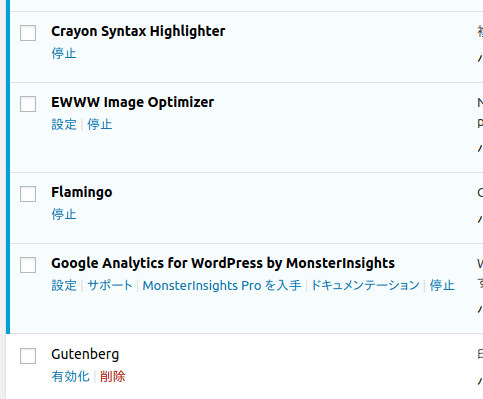 Crayon Syntax Highlighter
停止
EWWW Image Optimizer
設定 | 停止
Flamingo
停止
Google Analytics for WordPress by MonsterInsights
設定 | サポート | MonsterInsights Pro を入手 | ドキュメンテーション | 停止
Gutenberg
有効化 | 削除